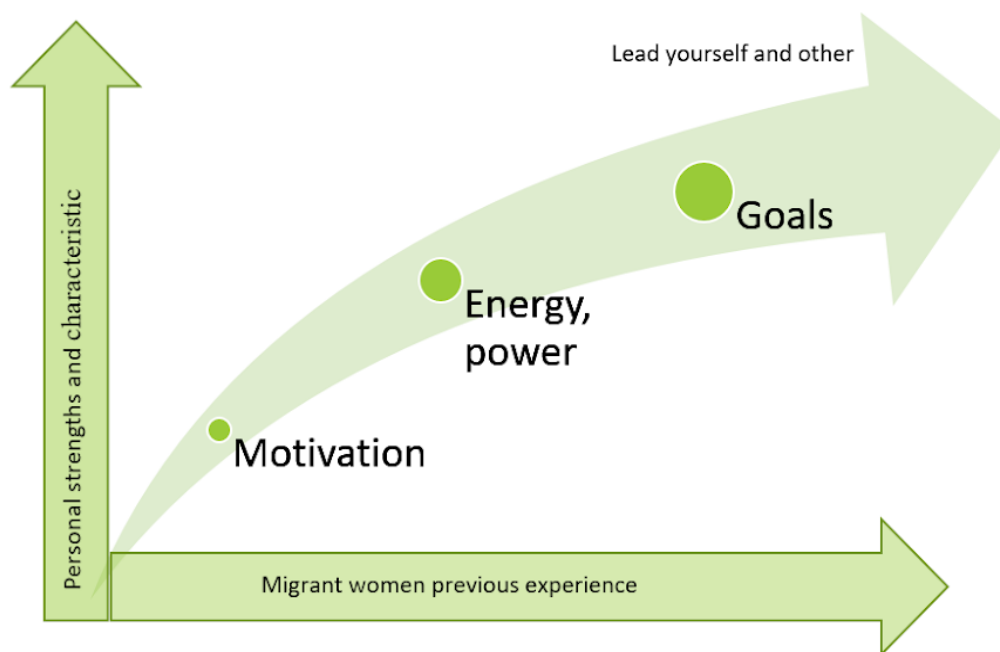 Lead yourself and other
Goals
Energy,
power
Motivation
Personal strengths and characteristic
Migrant women previous experience